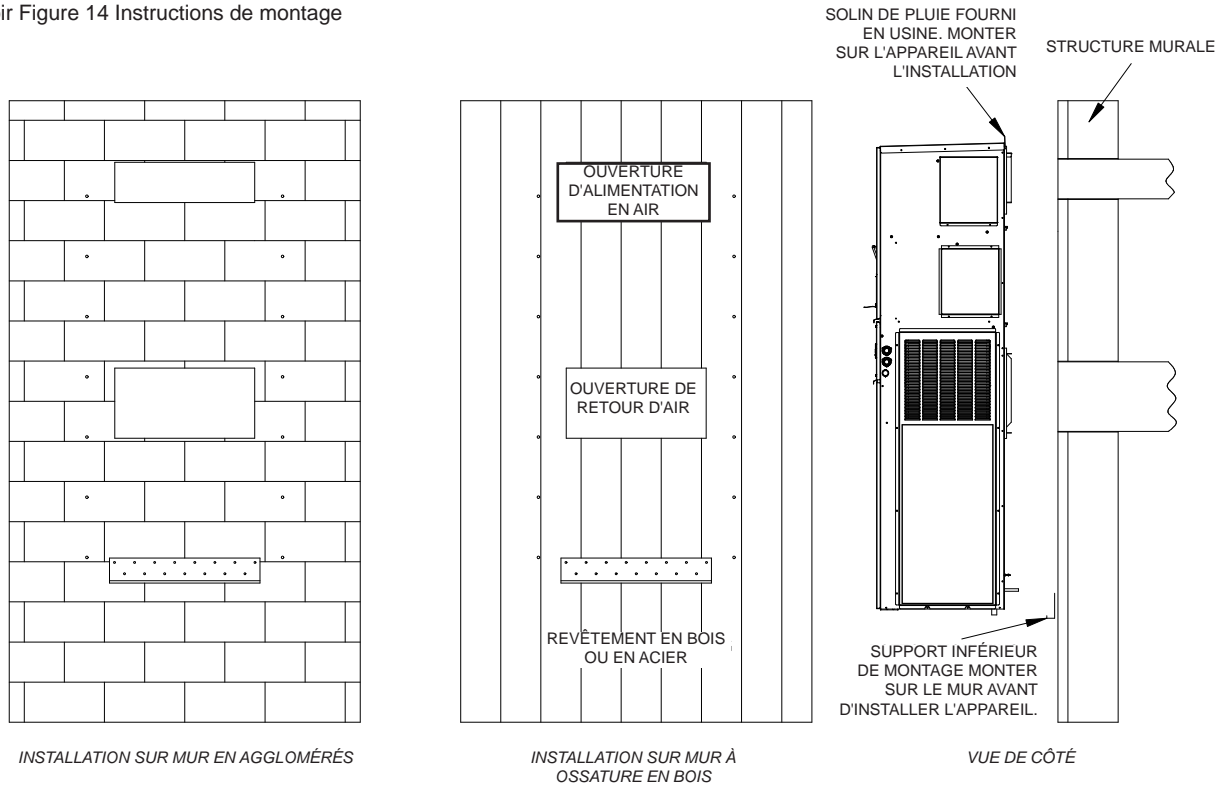 ir Figure 14 Instructions de montage
SOLIN DE PLUIE FOURNI
EN USINE. MONTER
SUR L'APPAREIL AVANT
L'INSTALLATION
STRUCTURE MURALE
OUVERTURE
D'ALIMENTATION
EN AIR
OUVERTURE DE
RETOUR D'AIR
REVÊTEMENT EN BOIS
OU EN ACIER
SUPPORT INFÉRIEUR
DE MONTAGE MONTER
SUR LE MUR AVANT
D'INSTALLER L'APPAREIL.
INSTALLATION SUR MUR EN AGGLOMÉRÉS
INSTALLATION SUR MUR À
OSSATURE EN BOIS
VUE DE CÔTÉ